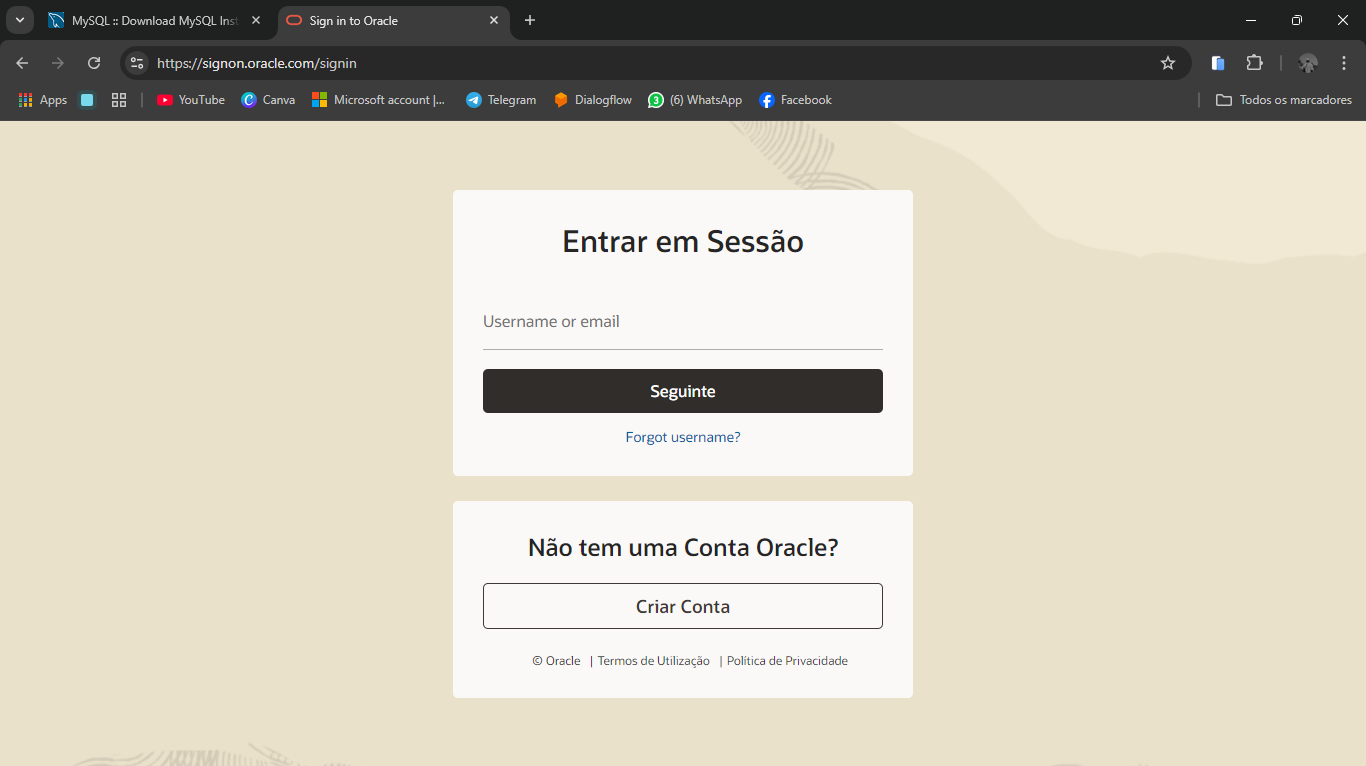 MySQL :: Download MySQL Inst
Sign in to Oracle
https://signon.oracle.com/signin
Apps
YouTube
Canva
Microsoft account |...
Telegram
Dialogflow
(6) WhatsApp
Facebook
Todos os marcadores
Entrar em Sessão
Username or email
Seguinte
Forgot username?
Não tem uma Conta Oracle?
Criar Conta
© Oracle | Termos de Utilização | Política de Privacidade